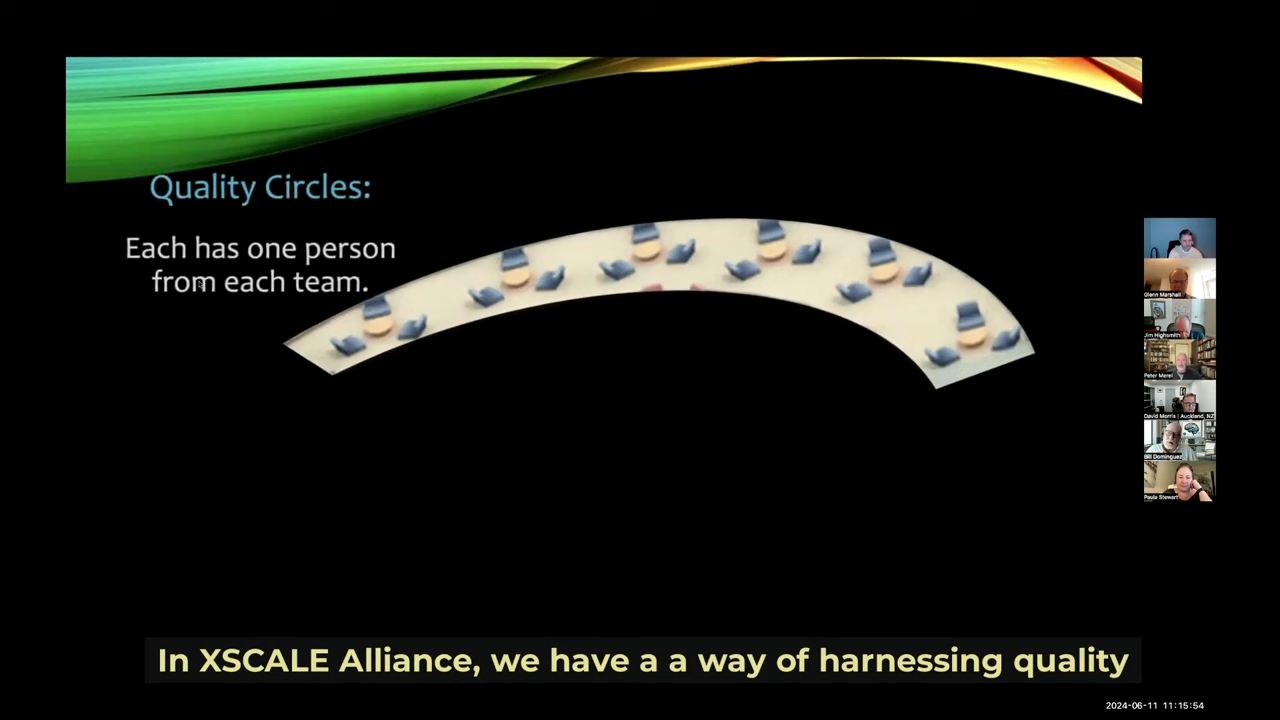 Quality Circles:
Each has one person
from each team.
Glenn Marshall
Jim Highsmith
Peter Merel
David Morris | Auckland, NZ
Bill Dominguez
Paula Stewart
In XSCALE Alliance, we have a a way of harnessing quality
2024-06-11 11:15:54